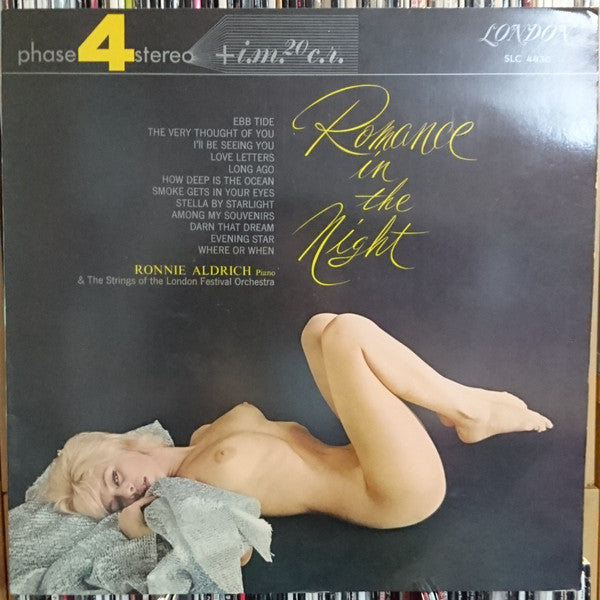 phase 4 stereo
+i.m.20c.r.
LONDON
EBB TIDE
THE VERY THOUGHT OF YOU
I'LL BE SEEING YOU
LOVE LETTERS
LONG AGO
HOW DEEP IS THE OCEAN
SMOKE GETS IN YOUR EYES
STELLA BY STARLIGHT
AMONG MY SOUVENIRS
DARN THAT DREAM
EVENING STAR
WHERE OR WHEN
RONNIE ALDRICH Piano
& The Strings of the London Festival Orchestra
Romance
in
the
Night